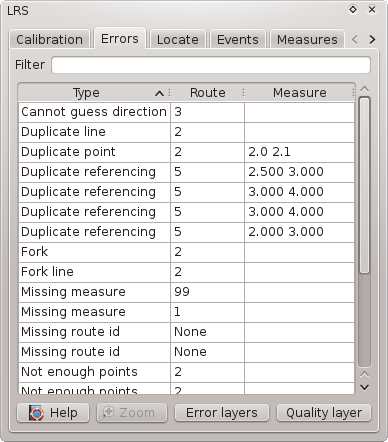 LRS
Calibration Errors Locate Events Measures
Filter
Type Route Measure
Cannot guess direction 3
Duplicate line 2
Duplicate point 2 2.0 2.1
Duplicate referencing 5 2.500 3.000
Duplicate referencing 5 3.000 4.000
Duplicate referencing 5 3.000 4.000
Duplicate referencing 5 2.000 3.000
Fork 2
Fork line 2
Missing measure 99
Missing measure 1
Missing route id None
Missing route id None
Not enough points 2
Not enough points 2
Help Zoom Error layers Quality layer